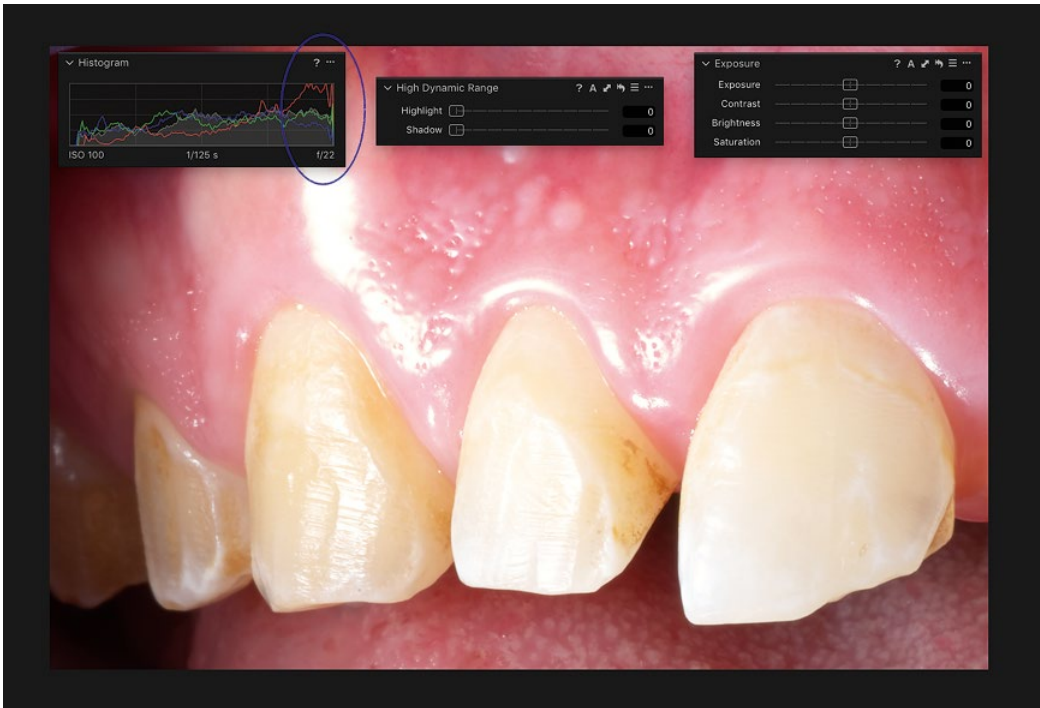 Histogram ? ...
ISO 100 1/125 s f/22
High Dynamic Range ? A ...
Highlight 0
Shadow 0
Exposure ? A ...
Exposure 0
Contrast 0
Brightness 0
Saturation 0